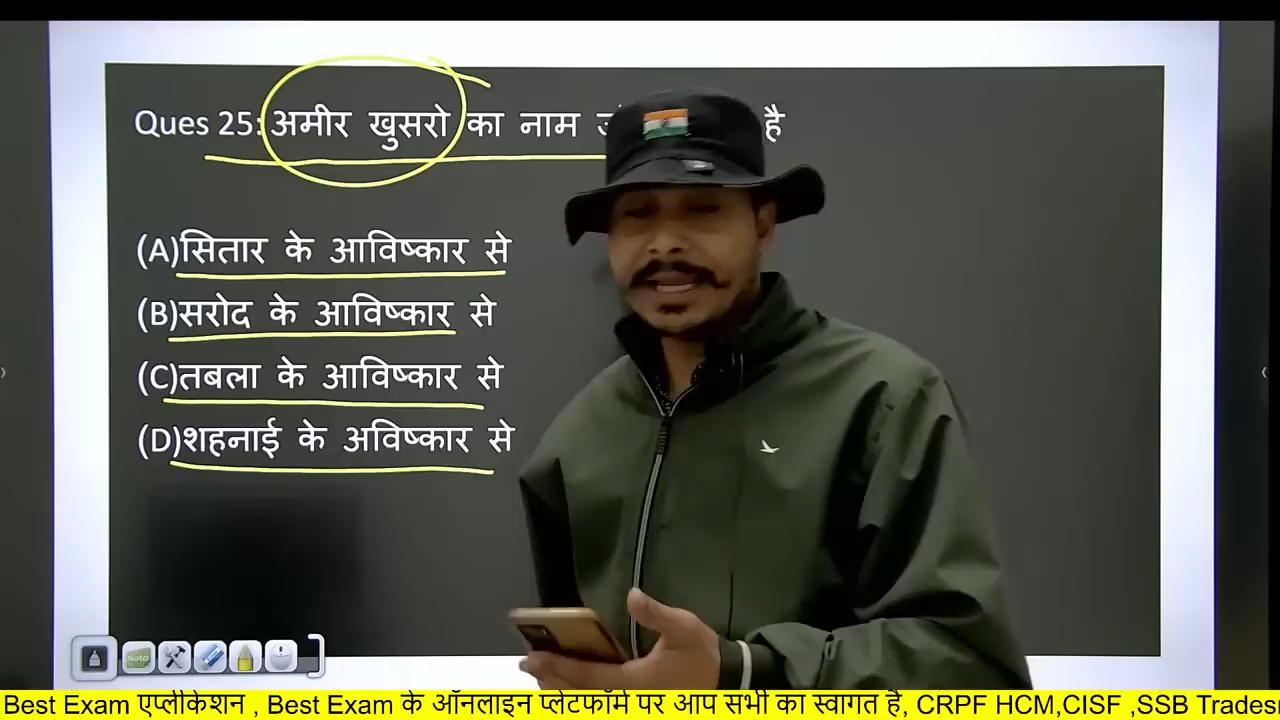 Ques 25: अमीर खुसरो का नाम है
(A)सितार के आविष्कार से
(B)सरोद के आविष्कार से
(C)तबला के आविष्कार से
(D)शहनाई के अविष्कार से
Note
Best Exam एप्लीकेशन , Best Exam के ऑनलाइन प्लेटफॉर्म पर आप सभी का स्वागत है, CRPF HCM,CISF ,SSB Trades